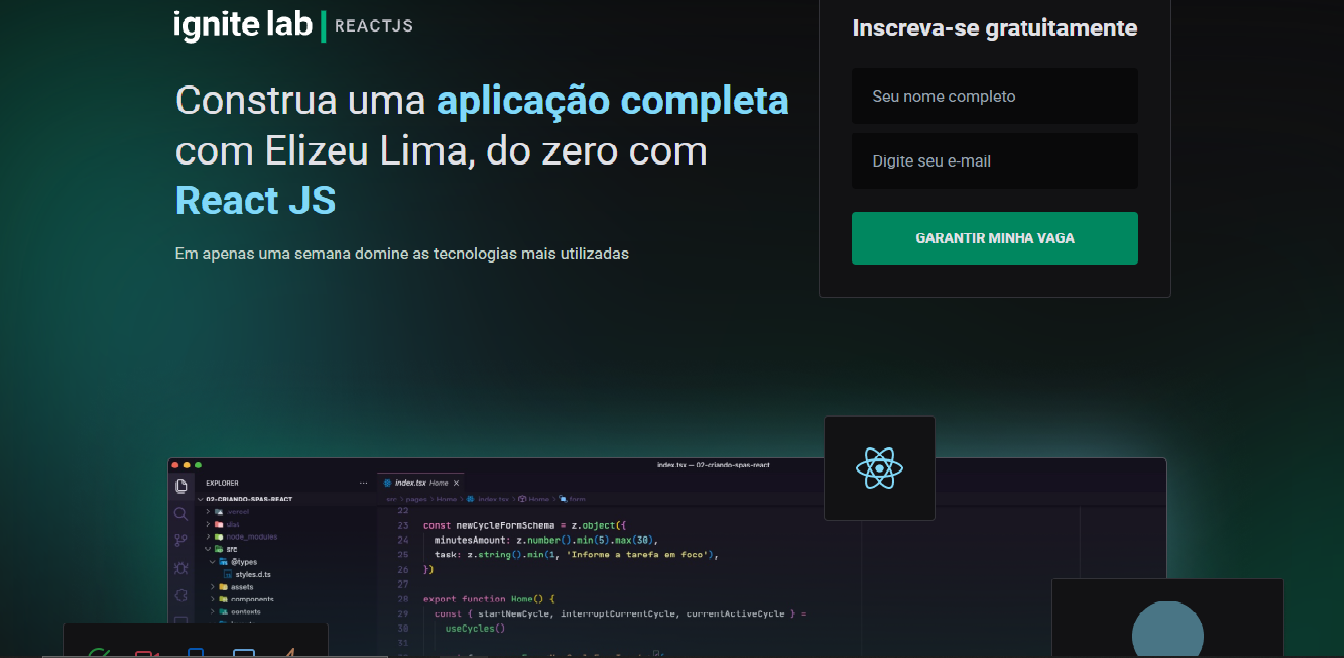 ignite lab | REACTJS
Construa uma aplicação completa
com Elizeu Lima, do zero com
React JS
Em apenas uma semana domine as tecnologias mais utilizadas
Inscreva-se gratuitamente
Seu nome completo
Digite seu e-mail
GARANTIR MINHA VAGA
index.tsx — 02-criando-spas-react
EXPLORER ...
index.tsx Home X
02-CRIANDO-SPAS-REACT
src > pages > Home > index.tsx > Home > form
.vercel
dist
node_modules
src
@types
styles.d.ts
assets
components
contexts
22
23 const newCycleFormSchema = z.object({
24 minutesAmount: z.number().min(5).max(30),
25 task: z.string().min(1, 'Informe a tarefa em foco'),
26 })
27
28 export function Home() {
29 const { startNewCycle, interruptCurrentCycle, currentActiveCycle } =
30 useCycles()
31